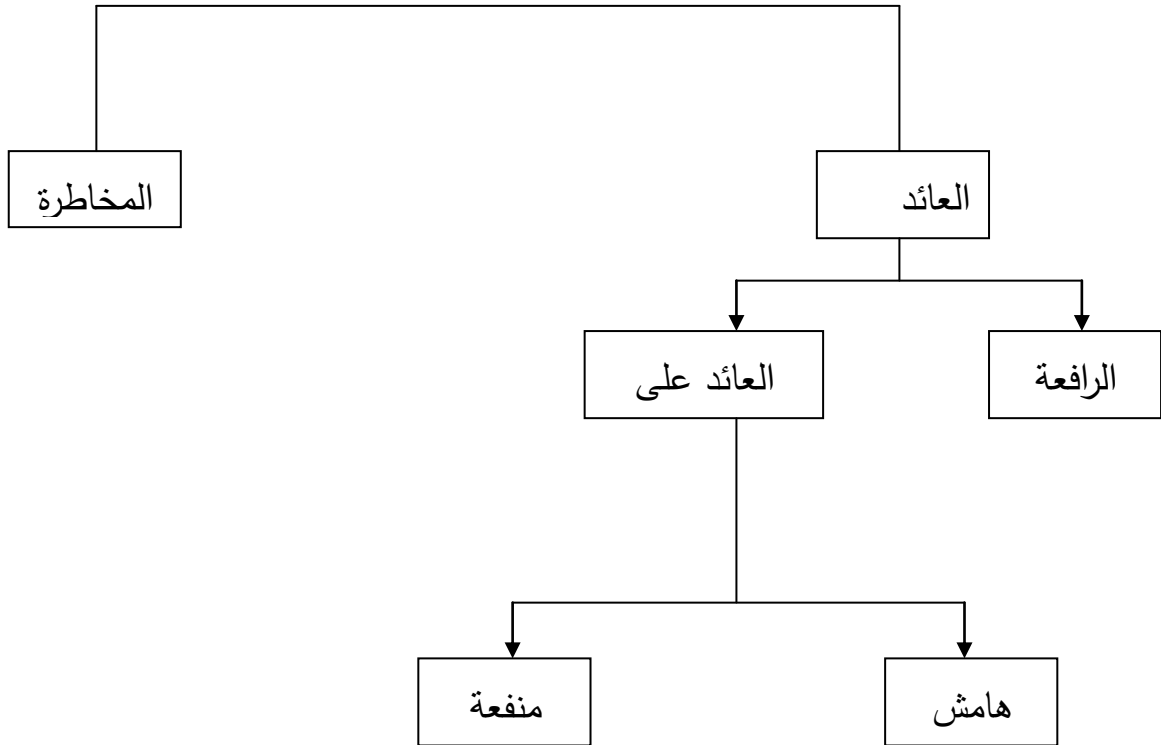 العائد
المخاطرة
الرافعة
العائد على
هامش
منفعة